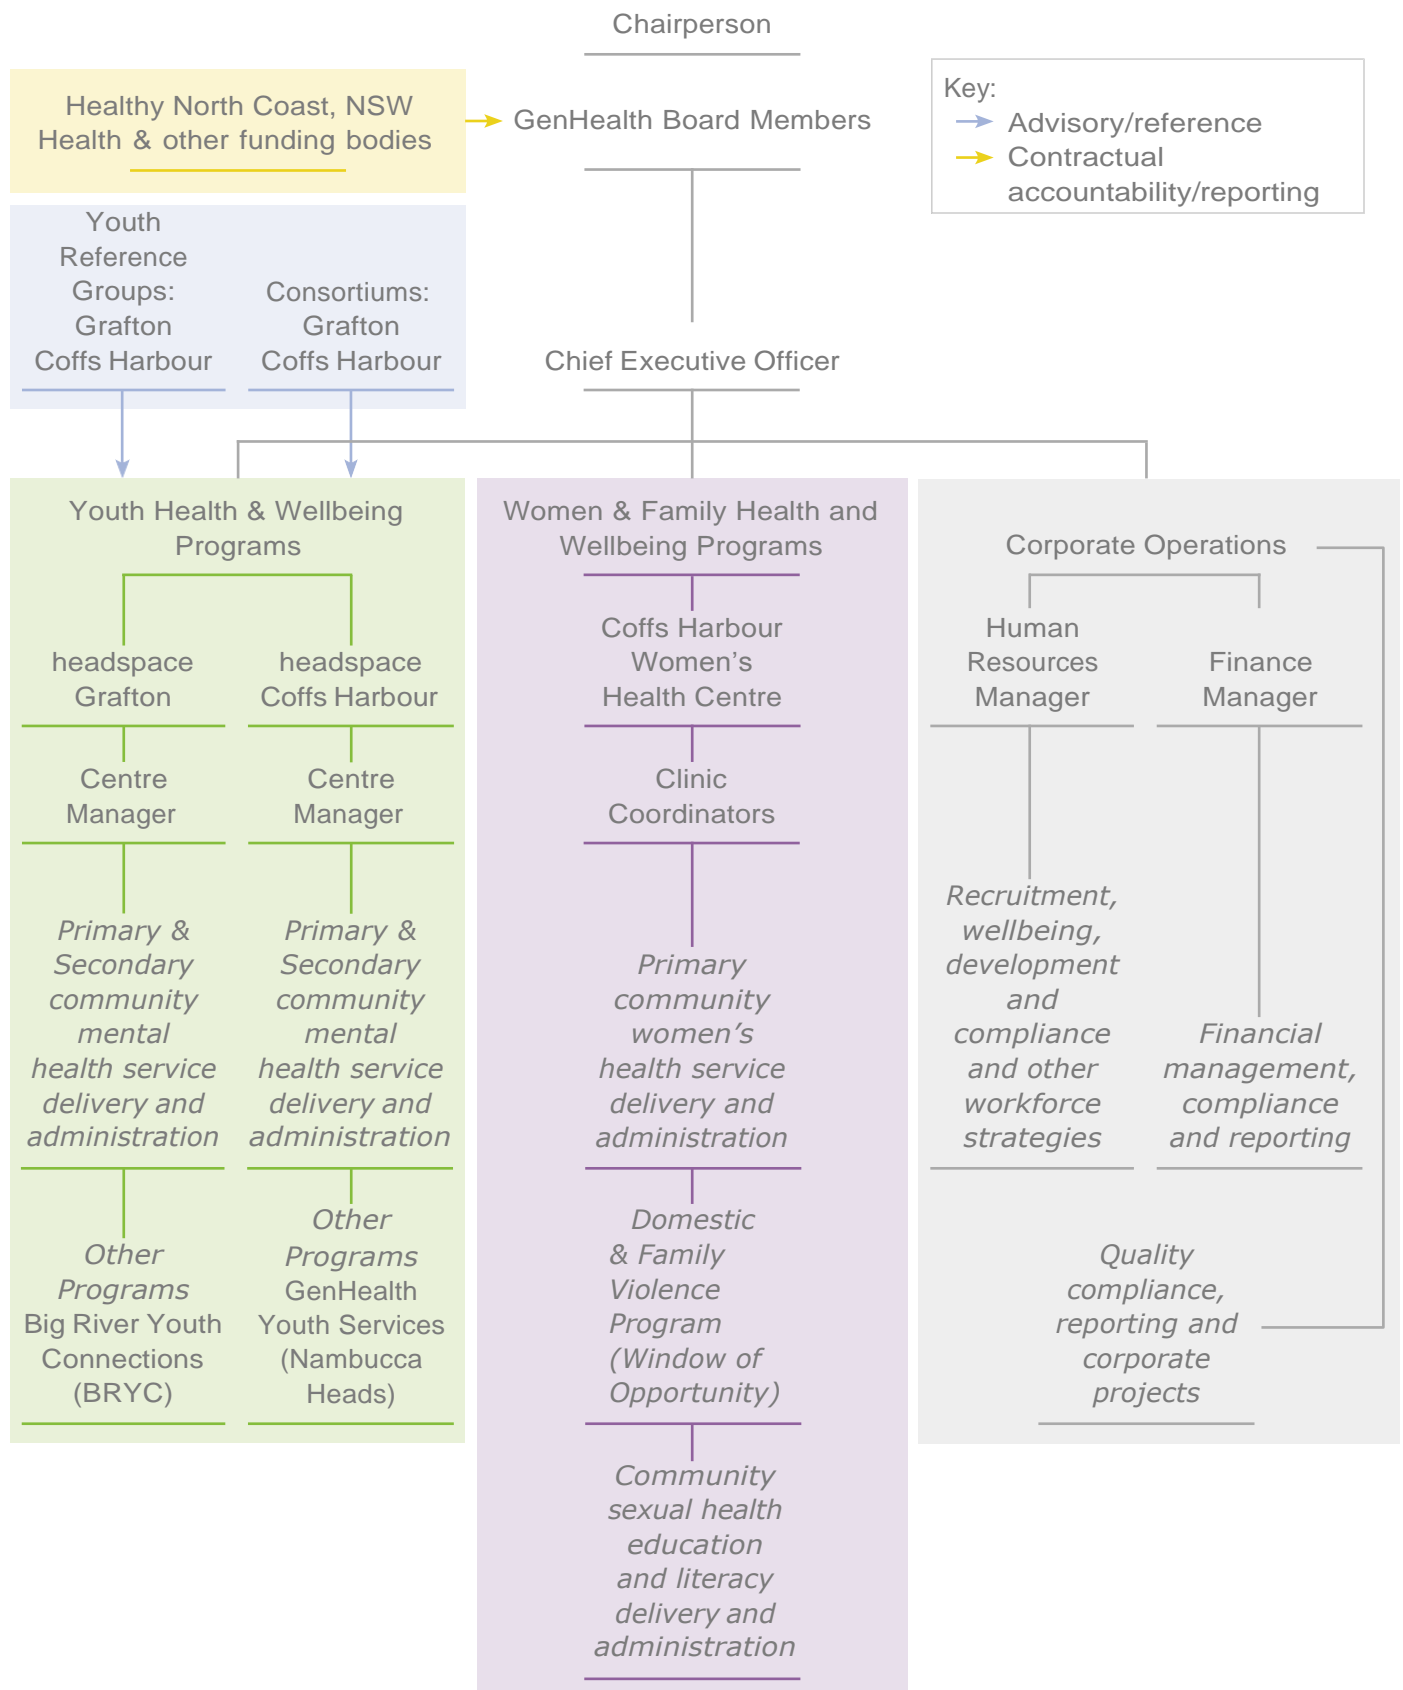 Chairperson
Healthy North Coast, NSW
Health & other funding bodies
GenHealth Board Members
Key:
Advisory/reference
Contractual
accountability/reporting
Youth
Reference
Groups:
Grafton
Coffs Harbour
Consortiums:
Grafton
Coffs Harbour
Chief Executive Officer
Youth Health & Wellbeing
Programs
headspace
Grafton
Centre
Manager
Primary &
Secondary
community
mental
health service
delivery and
administration
Other
Programs
Big River Youth
Connections
(BRYC)
headspace
Coffs Harbour
Centre
Manager
Primary &
Secondary
community
mental
health service
delivery and
administration
Other
Programs
GenHealth
Youth Services
(Nambucca
Heads)
Women & Family Health and
Wellbeing Programs
Coffs Harbour
Women’s
Health Centre
Clinic
Coordinators
Primary
community
women’s
health service
delivery and
administration
Domestic
& Family
Violence
Program
(Window of
Opportunity)
Community
sexual health
education
and literacy
delivery and
administration
Corporate Operations
Human
Resources
Manager
Recruitment,
wellbeing,
development
and
compliance
and other
workforce
strategies
Finance
Manager
Financial
management,
compliance
and reporting
Quality
compliance,
reporting and
corporate
projects